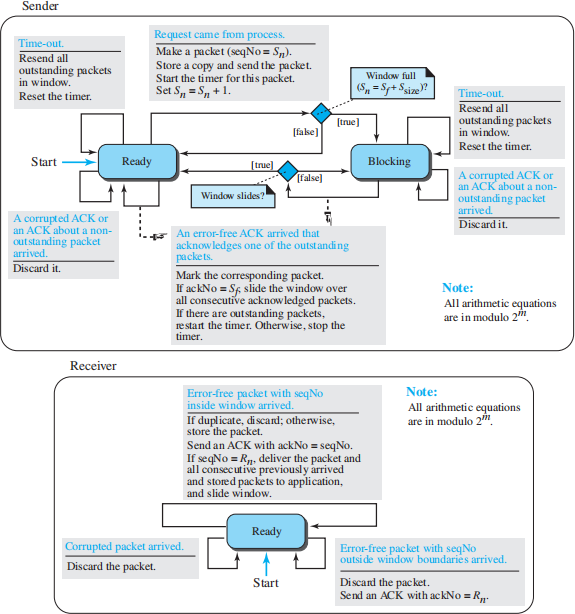 Sender
Time-out.
Resend all
outstanding packets
in window.
Reset the timer.
Request came from process.
Make a packet (seqNo = Sn).
Store a copy and send the packet.
Start the timer for this packet.
Set Sn = Sn + 1.
Window full
(Sn = Sf + Ssize)?
[false]
[true]
Time-out.
Resend all
outstanding packets
in window.
Reset the timer.
Start
Ready
[true]
[false]
Blocking
Window slides?
A corrupted ACK or
an ACK about a non-
outstanding packet
arrived.
Discard it.
A corrupted ACK or
an ACK about a non-
outstanding packet
arrived.
Discard it.
An error-free ACK arrived that
acknowledges one of the outstanding
packets.
Mark the corresponding packet.
If ackNo = Sf, slide the window over
all consecutive acknowledged packets.
If there are outstanding packets,
restart the timer. Otherwise, stop the
timer.
Note:
All arithmetic equations
are in modulo 2^m.
Receiver
Error-free packet with seqNo
inside window arrived.
If duplicate, discard; otherwise,
store the packet.
Send an ACK with ackNo = seqNo.
If seqNo = Rn, deliver the packet and
all consecutive previously arrived
and stored packets to application,
and slide window.
Note:
All arithmetic equations
are in modulo 2^m.
Ready
Corrupted packet arrived.
Discard the packet.
Start
Error-free packet with seqNo
outside window boundaries arrived.
Discard the packet.
Send an ACK with ackNo = Rn.